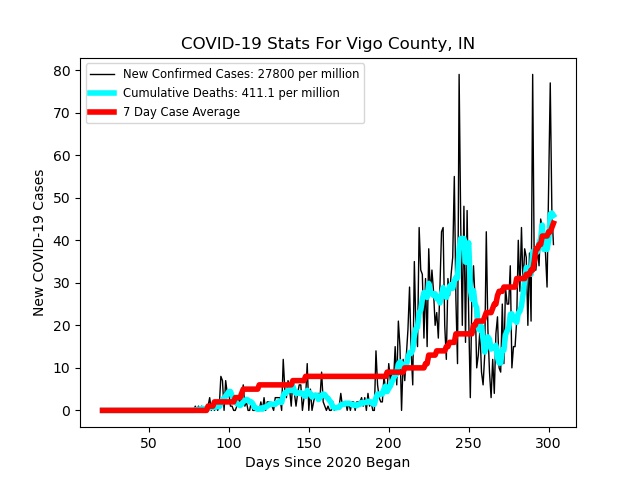 COVID-19 Stats For Vigo County, IN
New Confirmed Cases: 27800 per million
Cumulative Deaths: 411.1 per million
7 Day Case Average
New COVID-19 Cases
80
70
60
50
40
30
20
10
0
50 100 150 200 250 300
Days Since 2020 Began